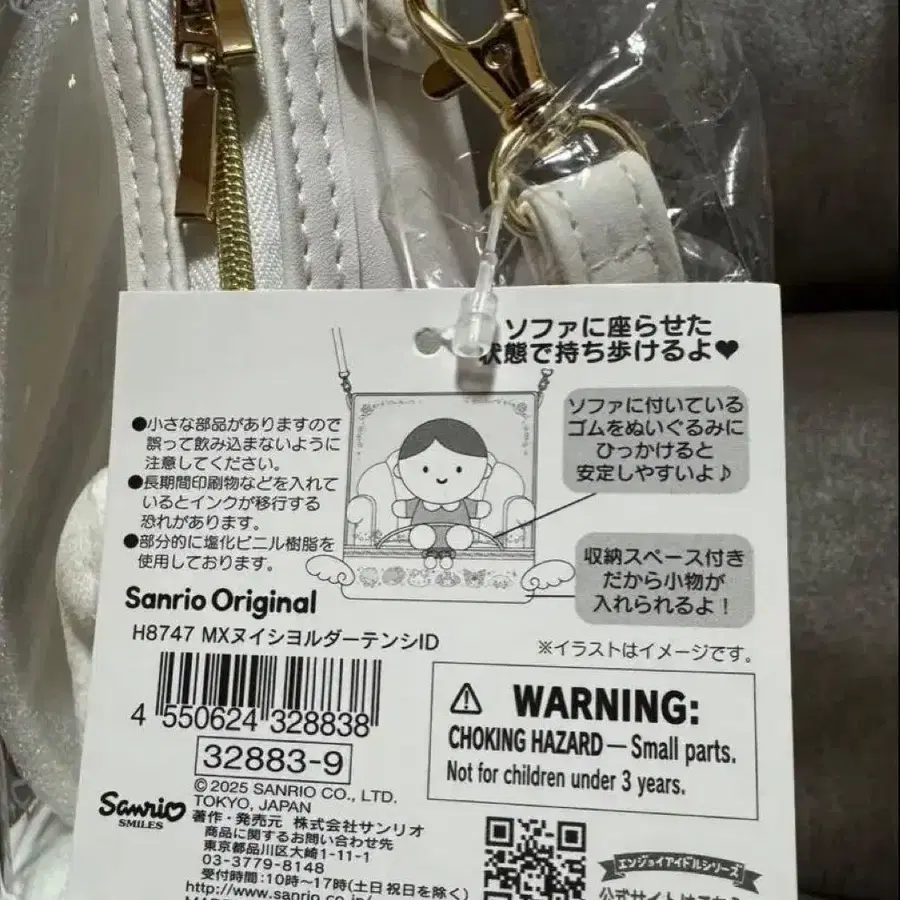 ソファに座らせた
状態で持ち歩けるよ♥
●小さな部品がありますので
誤って飲み込まないように
注意してください。
●長期間印刷物などを入れて
いるとインクが移行する
恐れがあります。
●部分的に塩化ビニル樹脂を
使用しております。
ソファに付いている
ゴムをぬいぐるみに
ひっかけると
安定しやすいよ♪
収納スペース付き
だから小物が
入れられるよ！
※イラストはイメージです。
Sanrio Original
H8747 MXヌイシヨルダーテンシID
4 550624 328838
32883-9
⚠ WARNING:
CHOKING HAZARD — Small parts.
Not for children under 3 years.
Sanrio
SMILES
© 2025 SANRIO CO., LTD.
TOKYO, JAPAN
著作・発売元 株式会社サンリオ
商品に関するお問い合わせ先
東京都品川区大崎1-11-1
03-3779-8148
受付時間:10時～17時(土日祝日を除く)
http://www.sanrio.co.jp/
エンジョイアイドルシリーズ
公式サイトはこちら